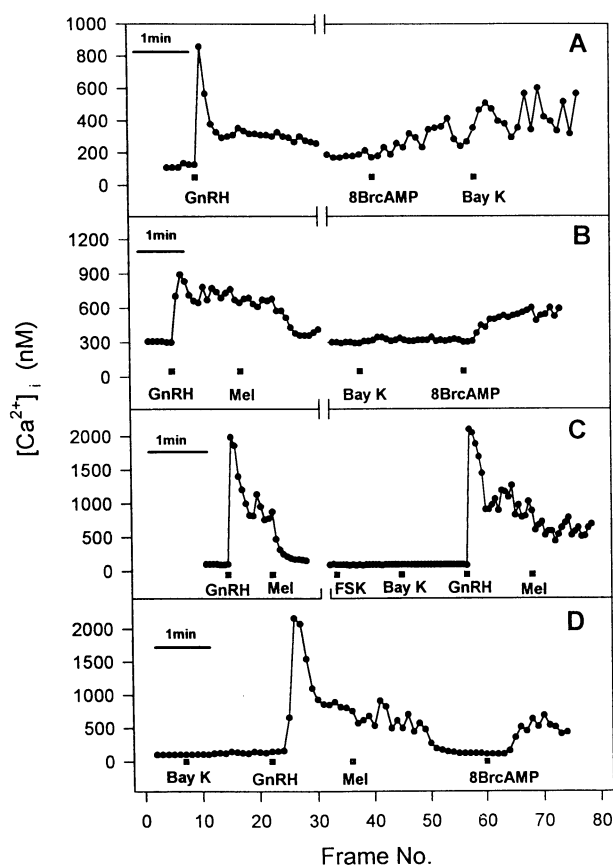 1000
800
600
400
200
0
1min
A
GnRH
8BrcAMP
Bay K
1200
900
600
300
0
1min
B
GnRH
Mel
Bay K
8BrcAMP
[Ca2+] i (nM)
2000
1500
1000
500
0
1min
C
GnRH
Mel
FSK
Bay K
GnRH
Mel
2000
1500
1000
500
0
1min
D
Bay K
GnRH
Mel
8BrcAMP
0 10 20 30 40 50 60 70 80
Frame No.